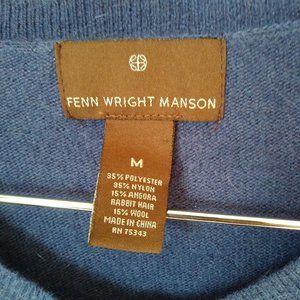 FENN WRIGHT MANSON
M
35% POLYESTER
35% NYLON
15% ANGORA
RABBIT HAIR
15% WOOL
MADE IN CHINA
RN 75343